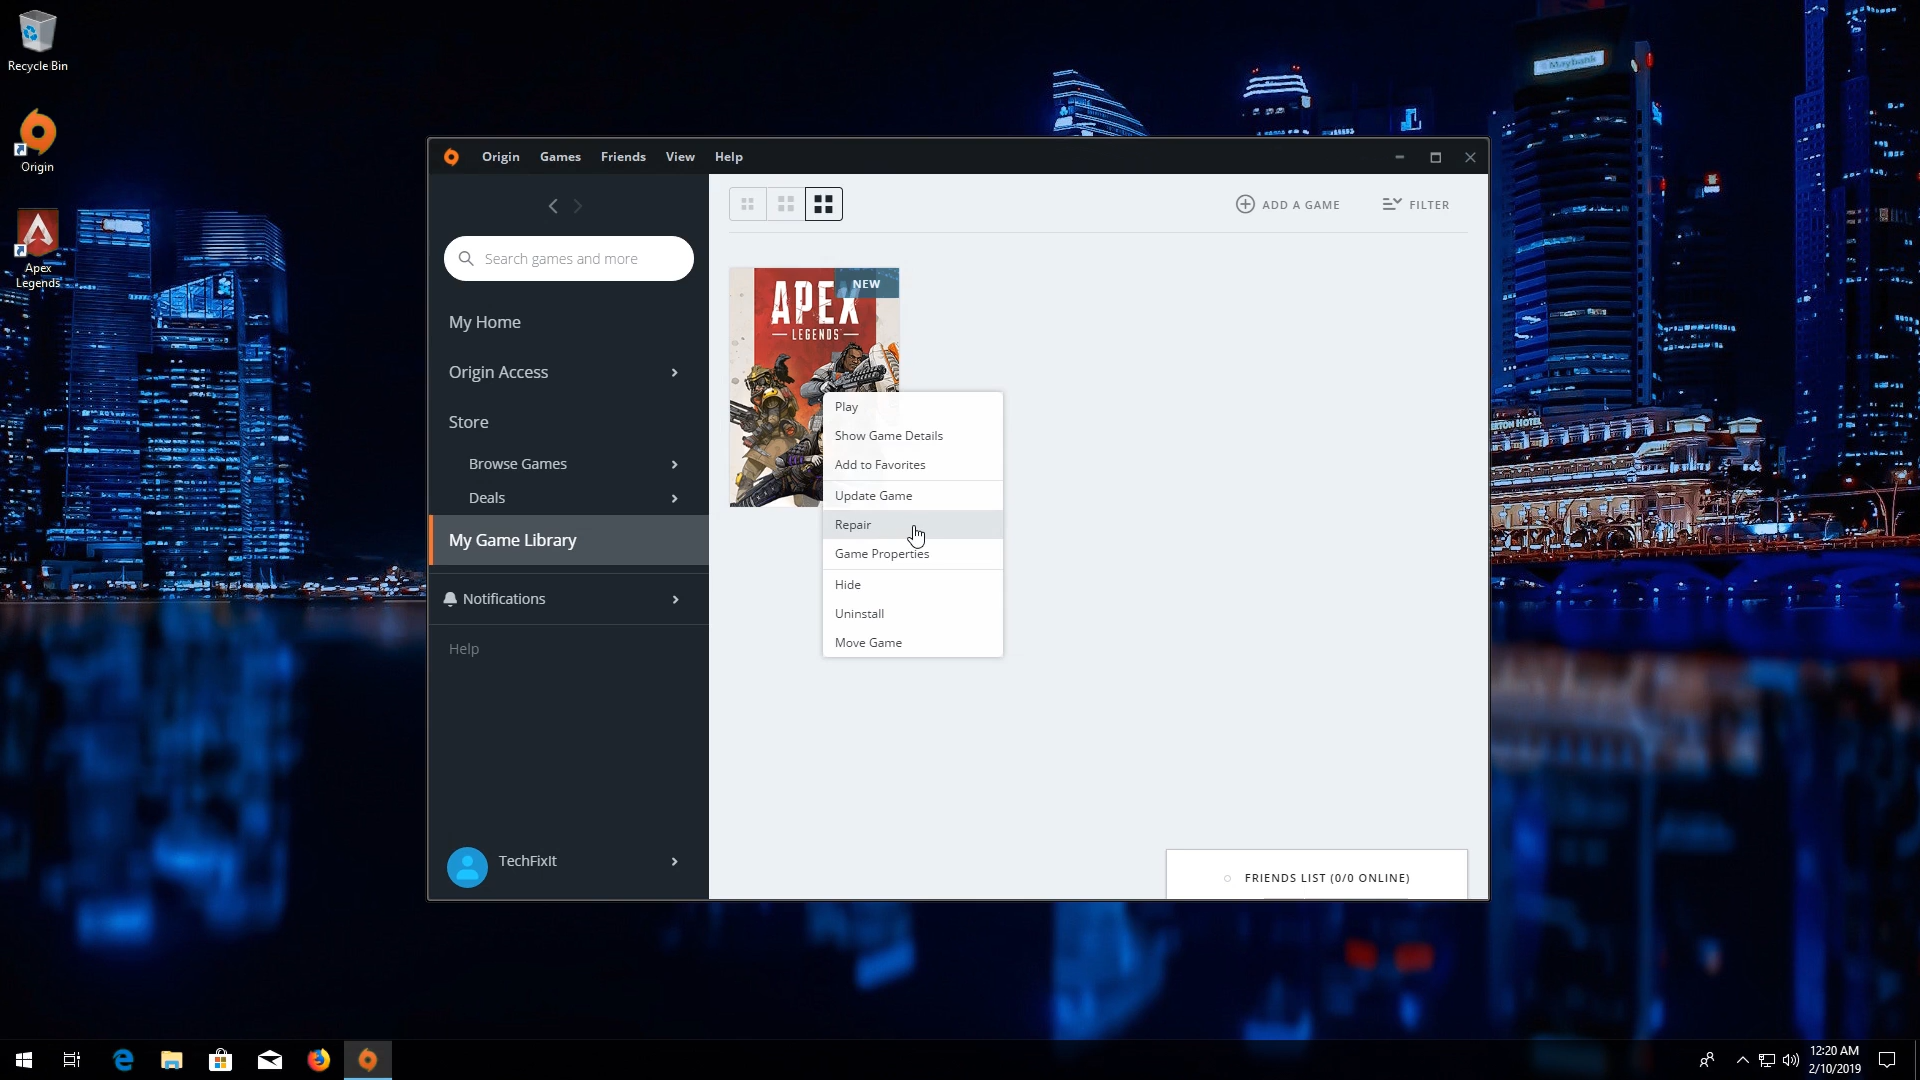 Recycle Bin
Origin
Apex
Legends
Origin Games Friends View Help
Search games and more
My Home
Origin Access
Store
Browse Games
Deals
My Game Library
Notifications
Help
TechFixIt
ADD A GAME
FILTER
NEW
APEX
LEGENDS
Play
Show Game Details
Add to Favorites
Update Game
Repair
Game Properties
Hide
Uninstall
Move Game
FRIENDS LIST (0/0 ONLINE)
Maybank
ERTON HOTEL
12:20 AM
2/10/2019